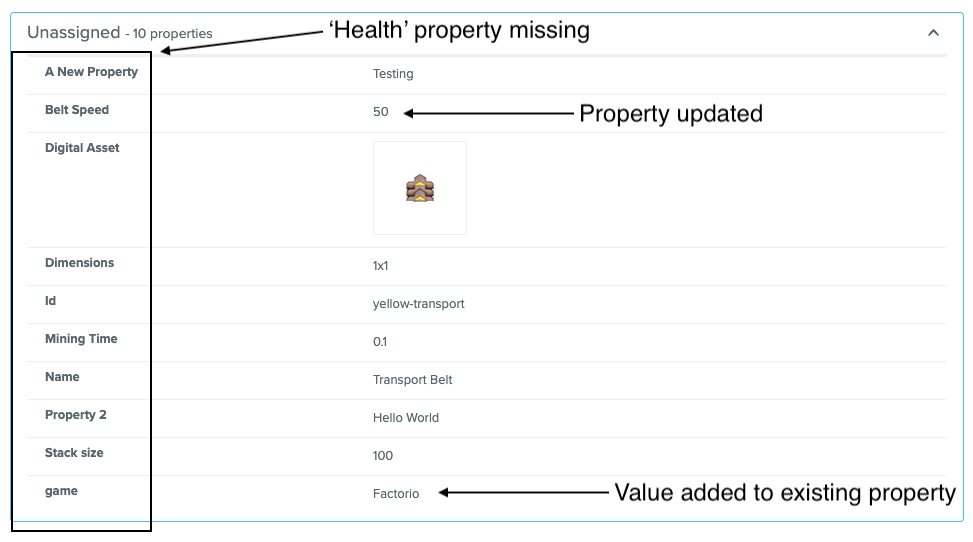 Unassigned - 10 properties
‘Health’ property missing
A New Property Testing
Belt Speed 50
Property updated
Digital Asset
Dimensions 1x1
Id yellow-transport
Mining Time 0.1
Name Transport Belt
Property 2 Hello World
Stack size 100
game Factorio
Value added to existing property